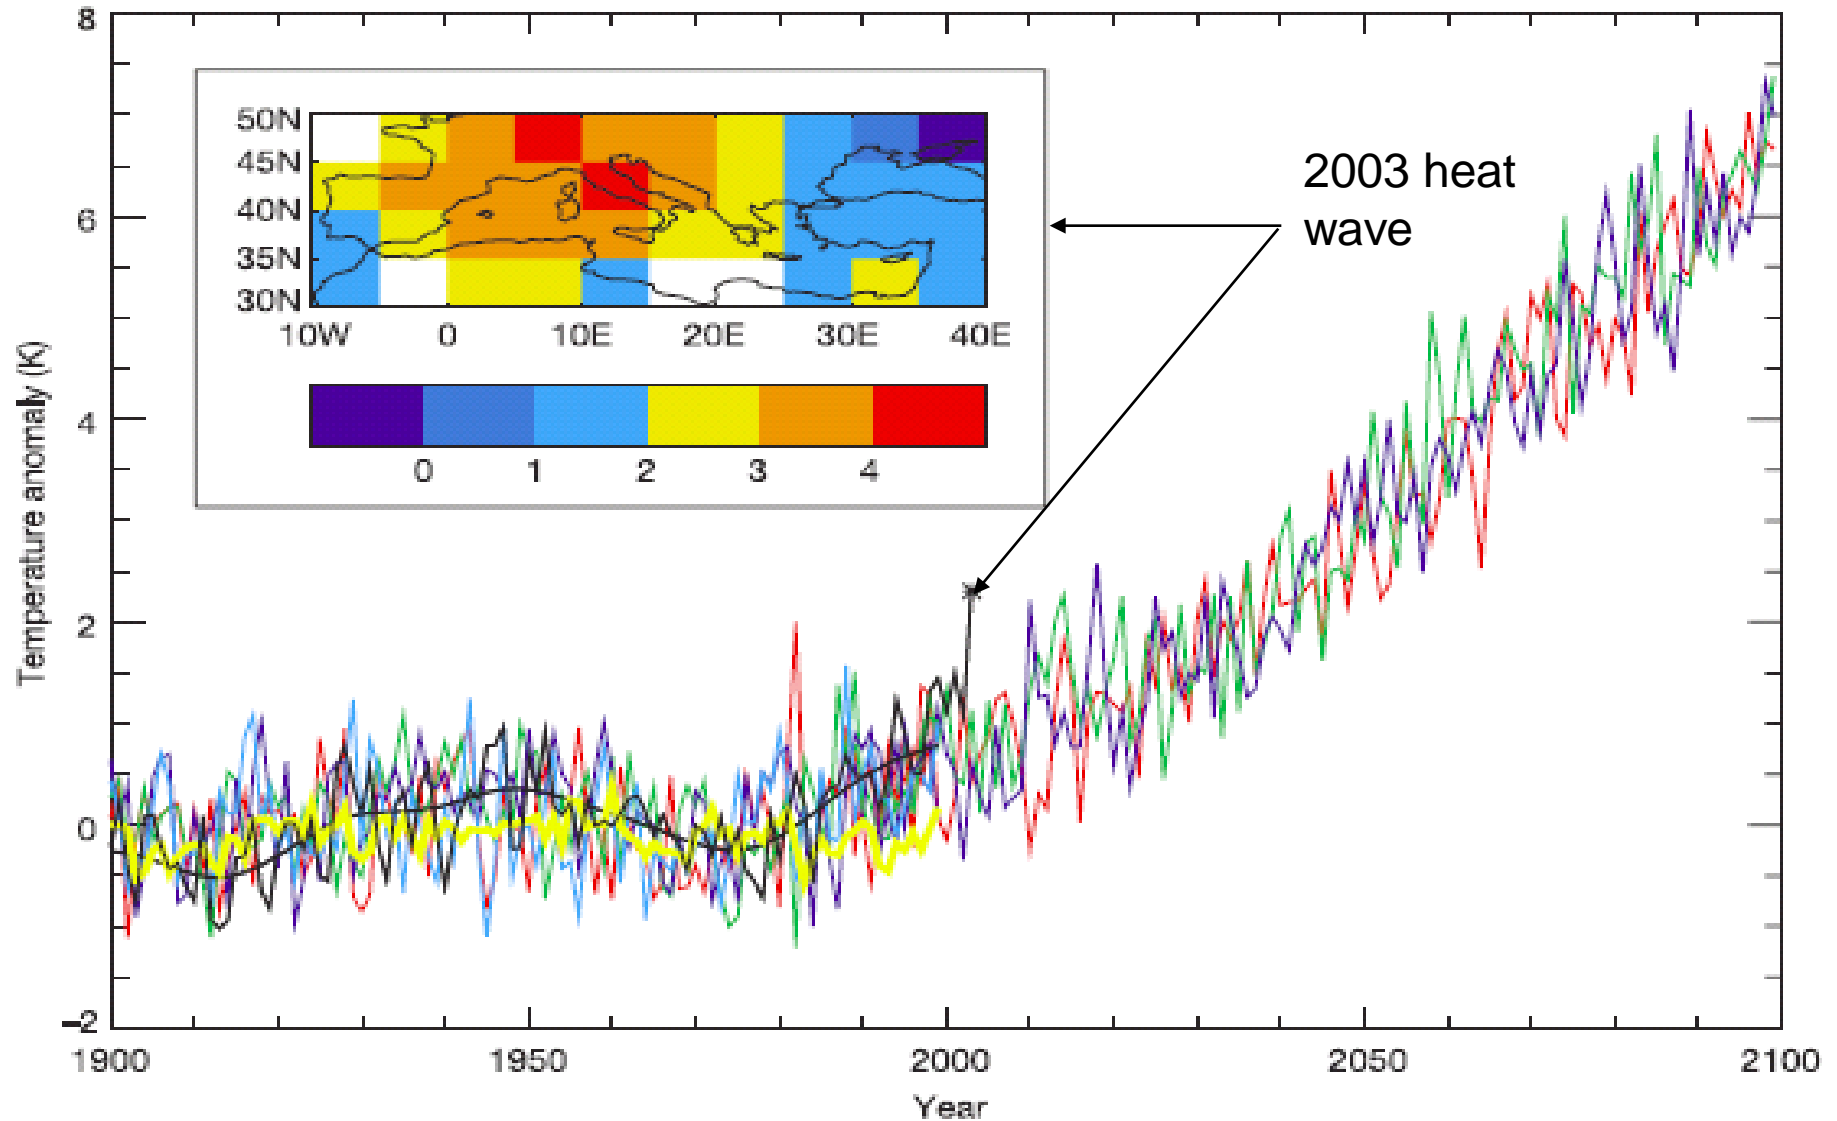 8
6
4
2
0
−2
Temperature anomaly (K)
50N
45N
40N
35N
30N
10W 0 10E 20E 30E 40E
0 1 2 3 4
2003 heat
wave
1900 1950 2000 2050 2100
Year